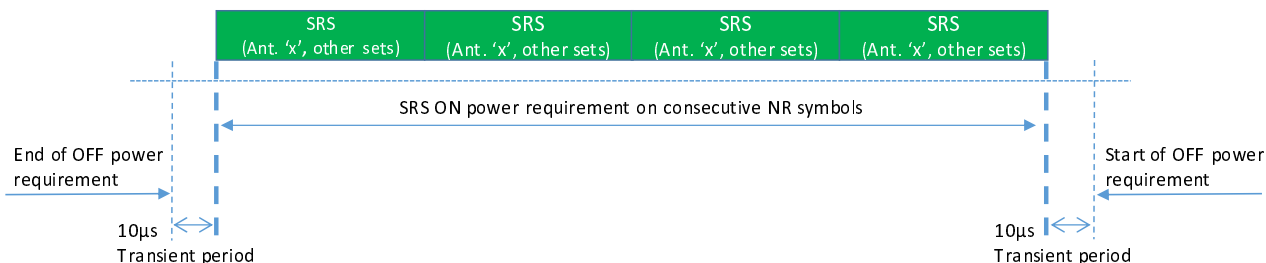 SRS
(Ant. ‘x’, other sets)
SRS
(Ant. ‘x’, other sets)
SRS
(Ant. ‘x’, other sets)
SRS
(Ant. ‘x’, other sets)
SRS ON power requirement on consecutive NR symbols
End of OFF power
requirement
Start of OFF power
requirement
10µs
Transient period
10µs
Transient period